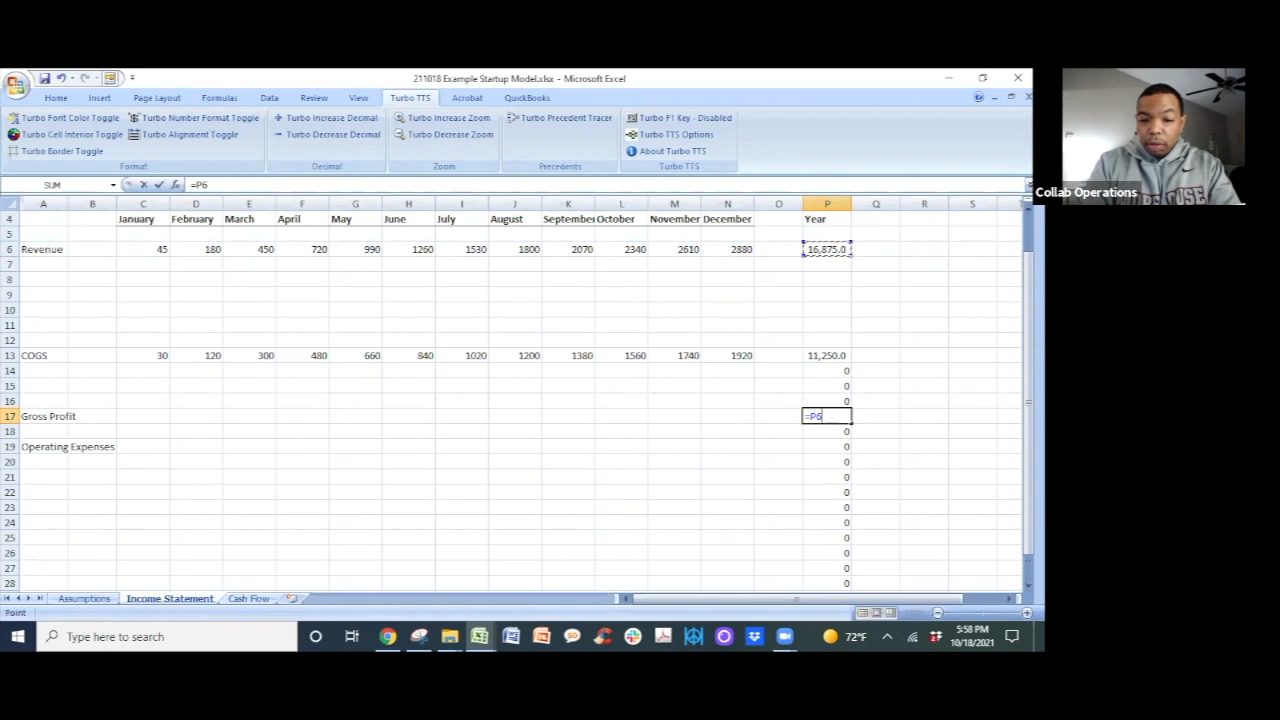 211018 Example Startup Model.xlsx - Microsoft Excel
Home Insert Page Layout Formulas Data Review View Turbo TTS Acrobat QuickBooks
Turbo Font Color Toggle Turbo Number Format Toggle Turbo Increase Decimal Turbo Increase Zoom Turbo Precedent Tracer Turbo F1 Key - Disabled
Turbo Cell Interior Toggle Turbo Alignment Toggle Turbo Decrease Decimal Turbo Decrease Zoom Turbo TTS Options
Turbo Border Toggle About Turbo TTS
Format Decimal Zoom Precedents Turbo TTS
SUM =P6
A B C D E F G H I J K L M N O P Q R S
4 January February March April May June July August September October November December Year
5
6 Revenue 45 180 450 720 990 1260 1530 1800 2070 2340 2610 2880 16,875.0
7
8
9
10
11
12
13 COGS 30 120 300 480 660 840 1020 1200 1380 1560 1740 1920 11,250.0
14 0
15 0
16 0
17 Gross Profit =P6
18 0
19 Operating Expenses 0
20 0
21 0
22 0
23 0
24 0
25 0
26 0
27 0
28 0
Assumptions Income Statement Cash Flow
Point
Type here to search
72°F
5:58 PM
10/18/2021
Collab Operations